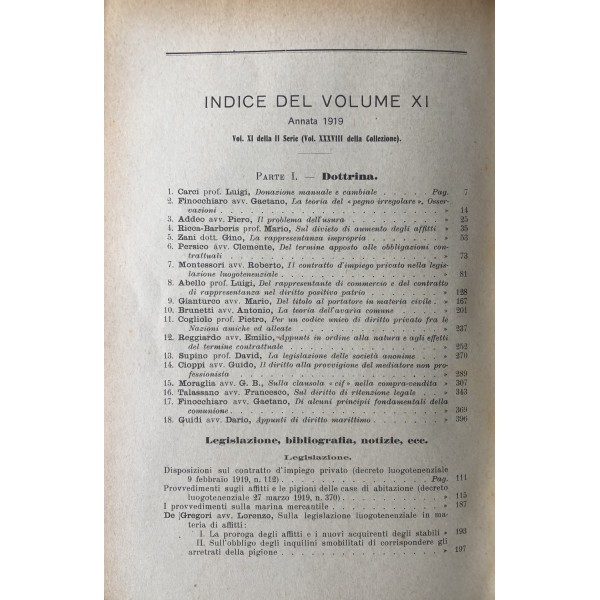 INDICE DEL VOLUME XI
Annata 1919
Vol. XI della II Serie (Vol. XXXVIII della Collezione).
PARTE I. — Dottrina.
1. Carci prof. Luigi, Donazione manuale e cambiale . . . . . Pag. 7
2. Finocchiaro avv. Gaetano, La teoria del «pegno irregolare», Osservazioni . . . . . » 14
3. Addeo avv. Piero, Il problema dell'usura . . . . . » 25
4. Ricca-Barberis prof. Mario, Sul divieto di aumento degli affitti » 35
5. Zani dott. Gino, La rappresentanza impropria . . . . . » 53
6. Persico avv. Clemente, Del termine apposto alle obbligazioni contrattuali . . . . . » 73
7. Montessori avv. Roberto, Il contratto d'impiego privato nella legislazione luogotenenziale . . . . . » 81
8. Abello prof. Luigi, Del rappresentante di commercio e del contratto di rappresentanza nel diritto positivo patrio . . . . . » 128
9. Gianturco avv. Mario, Del titolo al portatore in materia civile . » 167
10. Brunetti avv. Antonio, La teoria dell'avaria comune . . . . . » 201
11. Cogliolo prof. Pietro, Per un codice unico di diritto privato fra le Nazioni amiche ed alleate . . . . . » 237
12. Reggiardo avv. Emilio, Appunti in ordine alla natura e agli effetti del termine contrattuale . . . . . » 252
13. Supino prof. David, La legislazione delle società anonime . . » 270
14. Cioppi avv. Guido, Il diritto alla provvigione del mediatore non professionista . . . . . » 289
15. Moraglia avv. G. B., Sulla clausola «cif» nella compra-vendita » 307
16. Talassano avv. Francesco, Sul diritto di ritenzione legale . . » 343
17. Finocchiaro avv. Gaetano, Di alcuni principii fondamentali della comunione . . . . . » 369
18. Guidi avv. Dario, Appunti di diritto marittimo . . . . . » 396
Legislazione, bibliografia, notizie, ecc.
Legislazione.
Disposizioni sul contratto d'impiego privato (decreto luogotenenziale
9 febbraio 1919, n. 112) . . . . . Pag. 111
Provvedimenti sugli affitti e le pigioni delle case di abitazione (decreto
luogotenenziale 27 marzo 1919, n. 370) . . . . . » 115
I provvedimenti sulla marina mercantile . . . . . » 187
De Gregori avv. Lorenzo, Sulla legislazione luogotenenziale in materia di affitti:
I. La proroga degli affitti e i nuovi acquirenti degli stabili » 193
II. Sull'obbligo degli inquilini smobilitati di corrispondere gli
arretrati della pigione . . . . . » 197